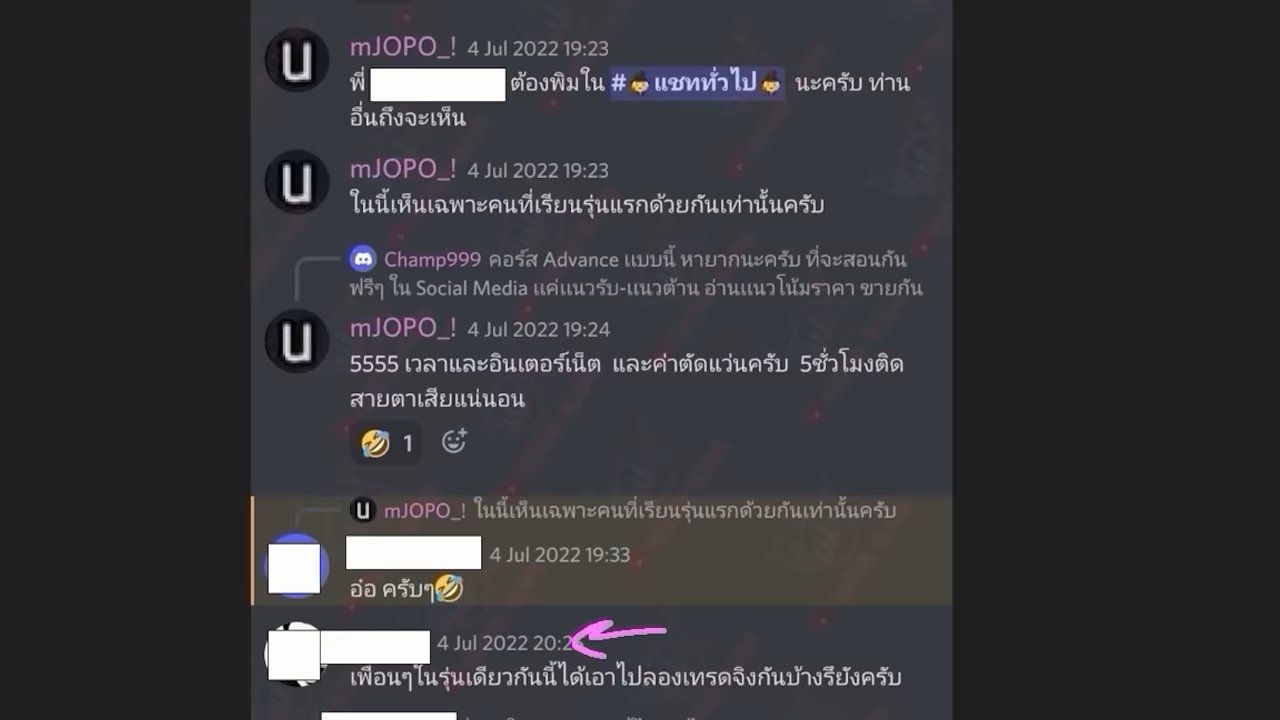 mJOPO_! 4 Jul 2022 19:23
พี่ ต้องพิมใน #แชททั่วไป นะครับ ท่าน
อื่นถึงจะเห็น
mJOPO_! 4 Jul 2022 19:23
ในนี้เห็นเฉพาะคนที่เรียนรุ่นแรกด้วยกันเท่านั้นครับ
Champ999 คอร์ส Advance แบบนี้ หายากนะครับ ที่จะสอนกัน
ฟรีๆ ใน Social Media แค่แนวรับ-แนวต้าน อ่านแนวโน้มราคา ขายกัน
mJOPO_! 4 Jul 2022 19:24
5555 เวลาและอินเตอร์เน็ต และค่าตัดแว่นครับ 5ชั่วโมงติด
สายตาเสียแน่นอน
🤣 1
mJOPO_! ในนี้เห็นเฉพาะคนที่เรียนรุ่นแรกด้วยกันเท่านั้นครับ
4 Jul 2022 19:33
อ๋อ ครับๆ🤣
4 Jul 2022
เพื่อนๆในรุ่นเดียวกันนี้ได้เอาไปลองเทรดจิงกันบ้างรึยังครับ